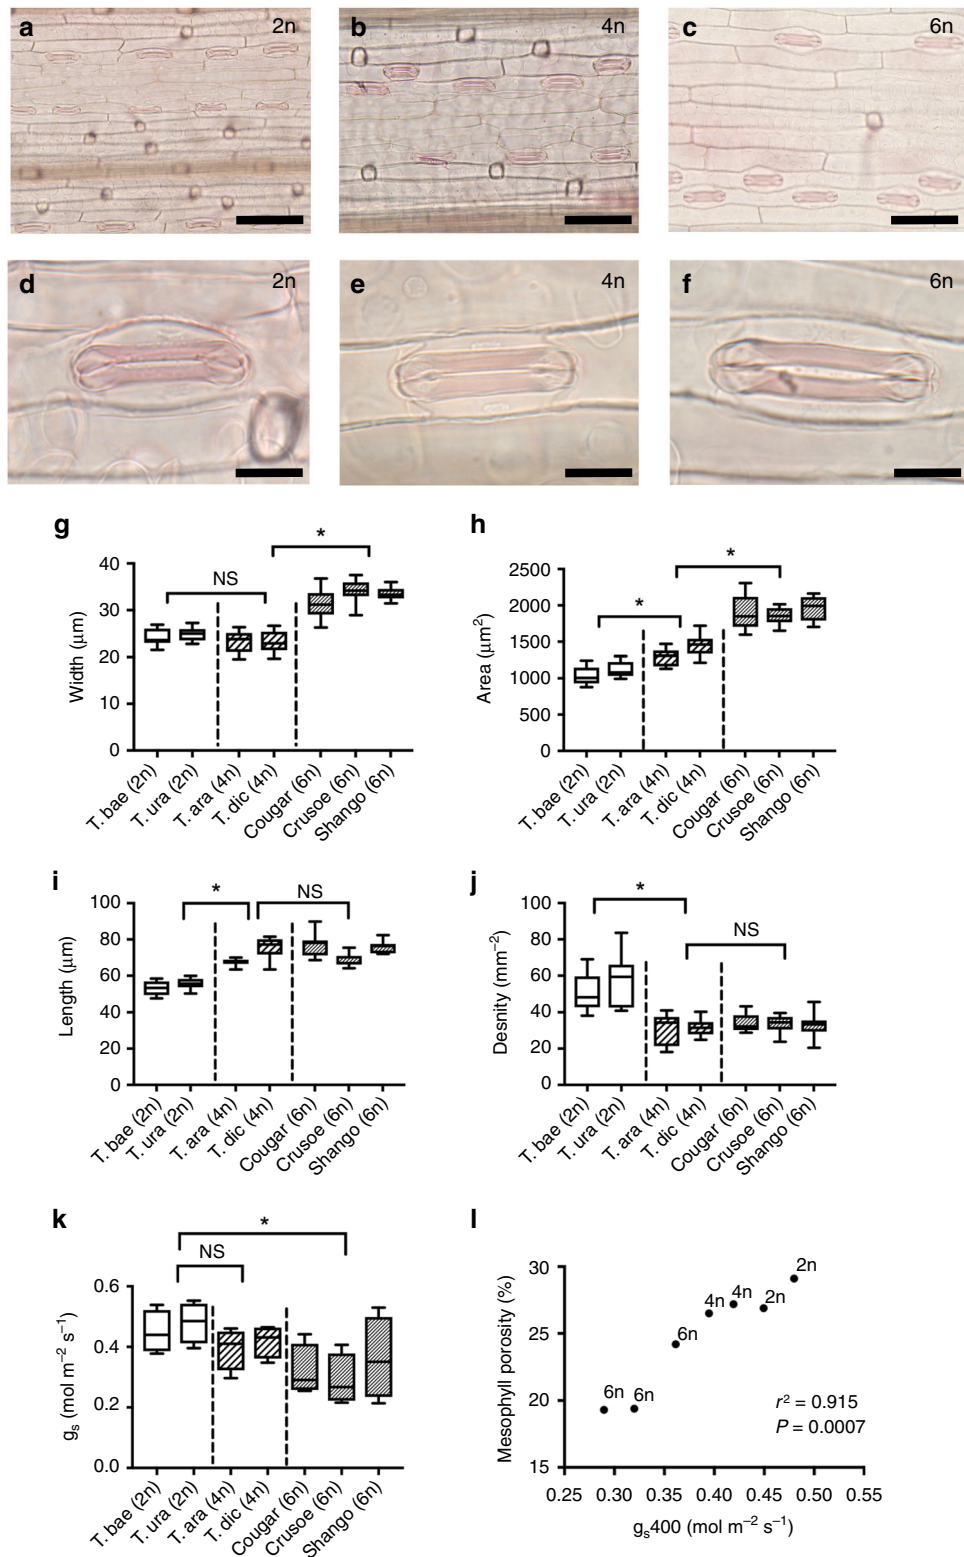 a 2n
b 4n
c 6n
d 2n
e 4n
f 6n
g
*
NS
40
30
20
10
0
Width (µm)
T. bae (2n)
T. ura (2n)
T. ara (4n)
T. dic (4n)
Cougar (6n)
Crusoe (6n)
Shango (6n)
h
*
*
2500
2000
1500
1000
500
0
Area (µm²)
T. bae (2n)
T. ura (2n)
T. ara (4n)
T. dic (4n)
Cougar (6n)
Crusoe (6n)
Shango (6n)
i
*
NS
100
80
60
40
20
0
Length (µm)
T. bae (2n)
T. ura (2n)
T. ara (4n)
T. dic (4n)
Cougar (6n)
Crusoe (6n)
Shango (6n)
j
*
NS
100
80
60
40
20
0
Desnity (mm⁻²)
T. bae (2n)
T. ura (2n)
T. ara (4n)
T. dic (4n)
Cougar (6n)
Crusoe (6n)
Shango (6n)
k
*
NS
0.6
0.4
0.2
0.0
gₛ (mol m⁻² s⁻¹)
T. bae (2n)
T. ura (2n)
T. ara (4n)
T. dic (4n)
Cougar (6n)
Crusoe (6n)
Shango (6n)
l
30
25
20
15
Mesophyll porosity (%)
2n
4n
4n
2n
6n
6n
6n
r² = 0.915
P = 0.0007
0.25 0.30 0.35 0.40 0.45 0.50 0.55
gₛ400 (mol m⁻² s⁻¹)